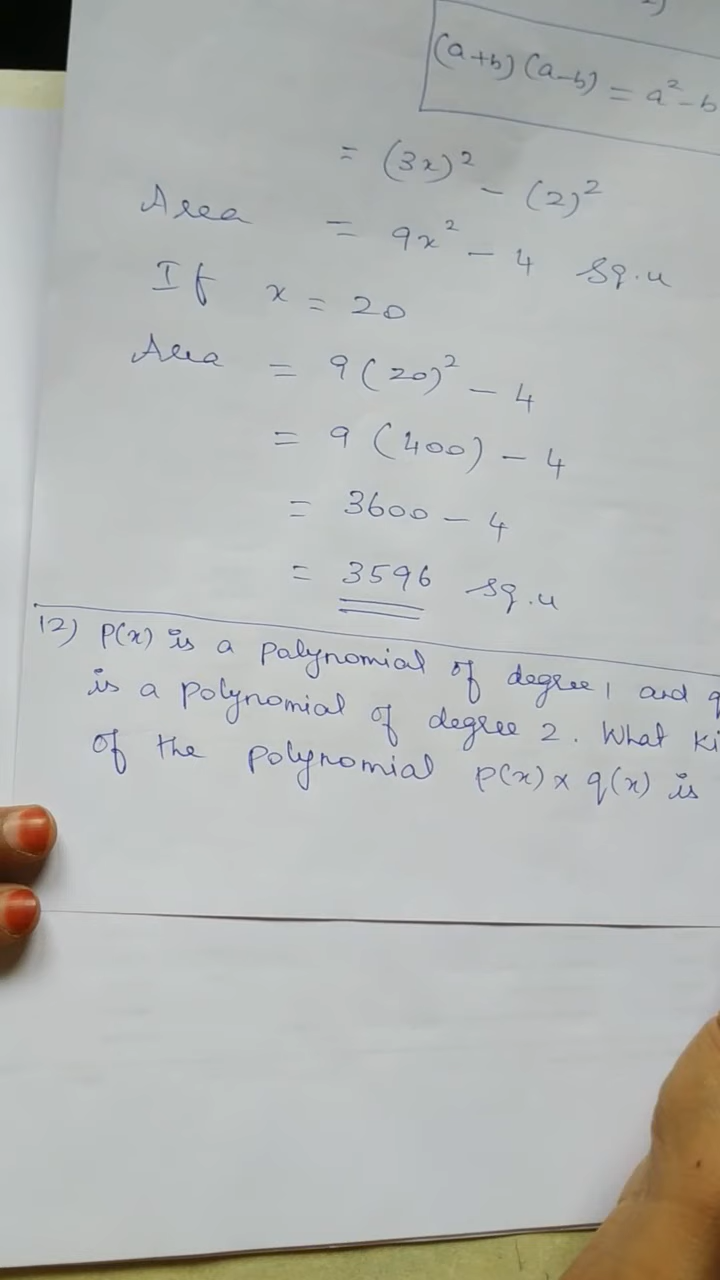 (a+b) (a-b) = a² - b
= (3x)² - (2)²
Area = 9x² - 4 sq.u
If x = 20
Area = 9(20)² - 4
= 9(400) - 4
= 3600 - 4
= 3596 sq.u
12) P(x) is a palynomial of degree 1 and q
is a polynomial of degree 2. What ki
of the polynomial p(x) x q(x) is